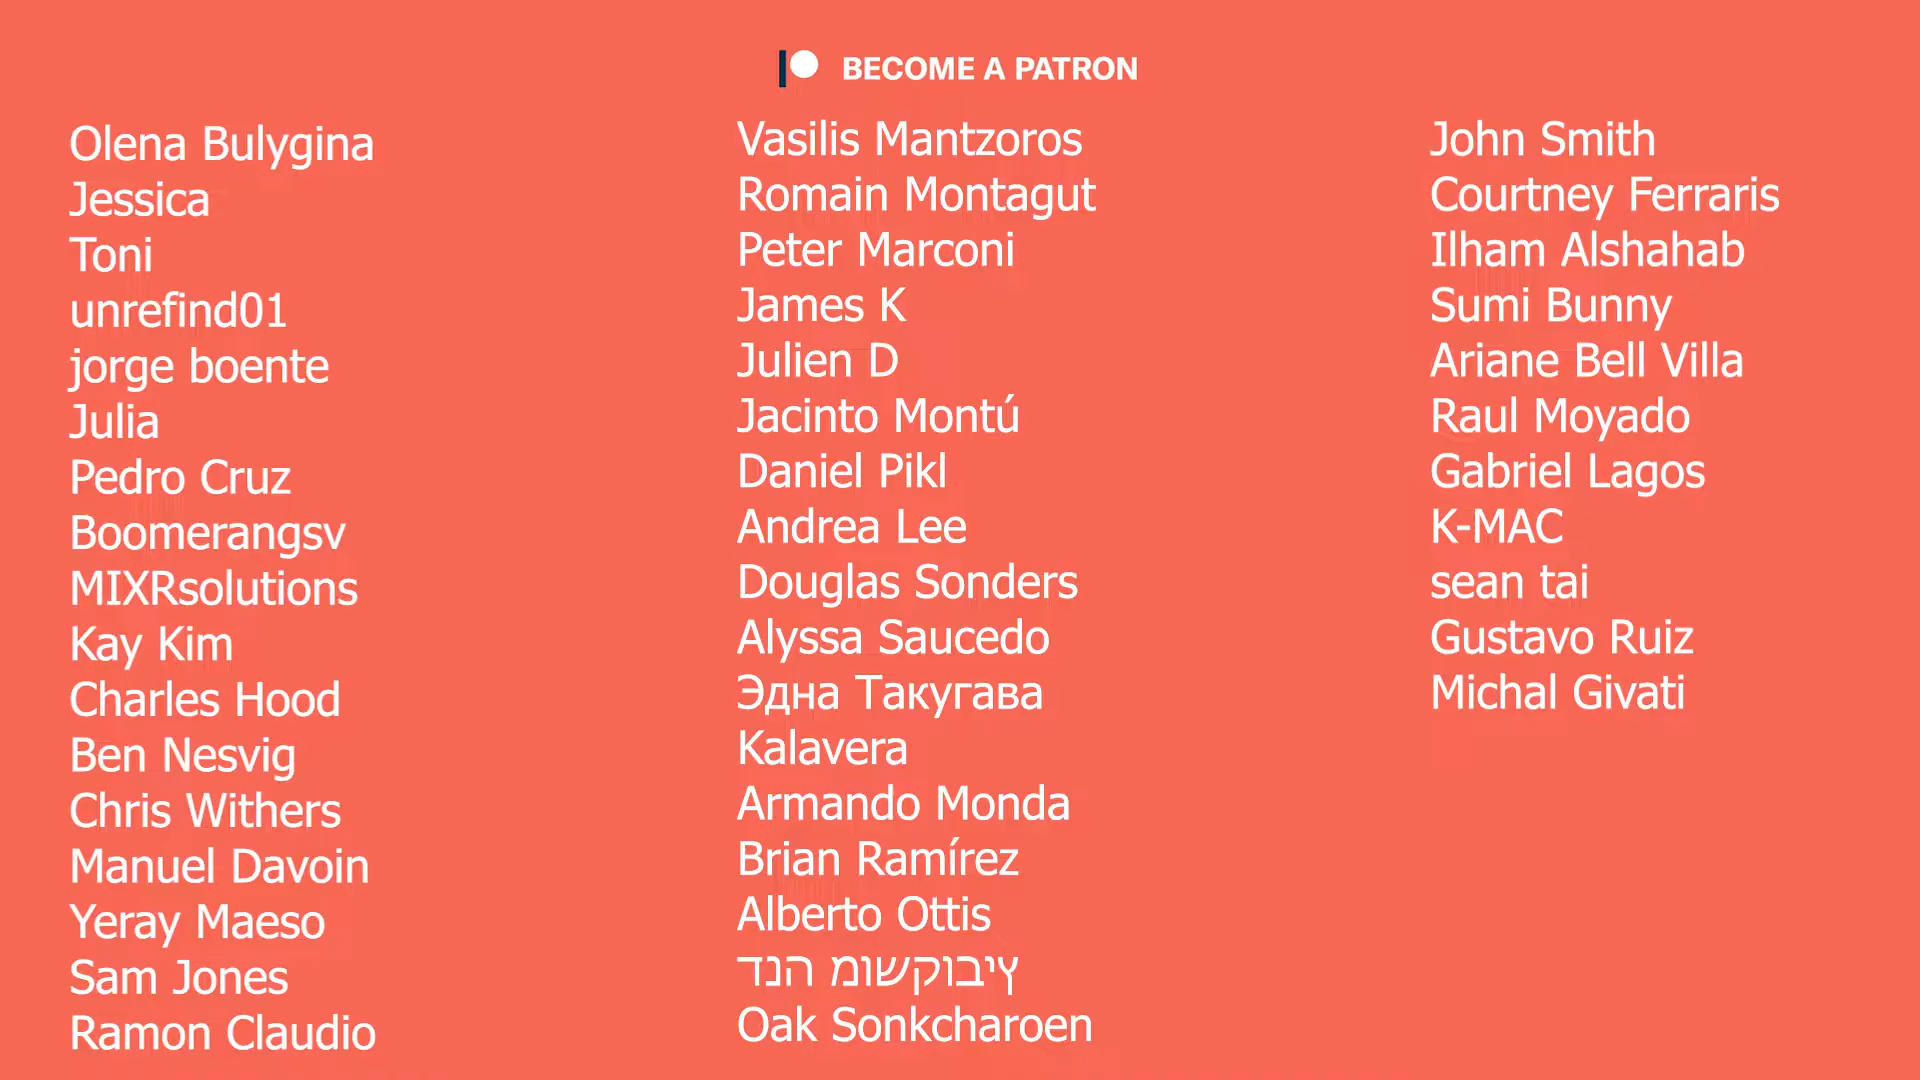 BECOME A PATRON
Olena Bulygina
Jessica
Toni
unrefind01
jorge boente
Julia
Pedro Cruz
Boomerangsv
MIXRsolutions
Kay Kim
Charles Hood
Ben Nesvig
Chris Withers
Manuel Davoin
Yeray Maeso
Sam Jones
Ramon Claudio
Vasilis Mantzoros
Romain Montagut
Peter Marconi
James K
Julien D
Jacinto Montú
Daniel Pikl
Andrea Lee
Douglas Sonders
Alyssa Saucedo
Эдна Такугава
Kalavera
Armando Monda
Brian Ramírez
Alberto Ottis
דנה מושקוביץ
Oak Sonkcharoen
John Smith
Courtney Ferraris
Ilham Alshahab
Sumi Bunny
Ariane Bell Villa
Raul Moyado
Gabriel Lagos
K-MAC
sean tai
Gustavo Ruiz
Michal Givati